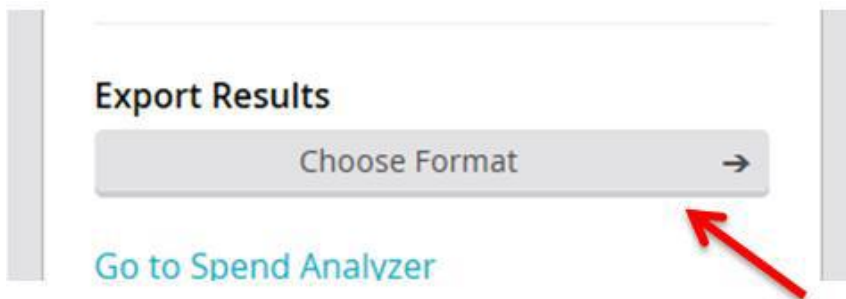 Export Results
Choose Format ➔
Go to Spend Analyzer